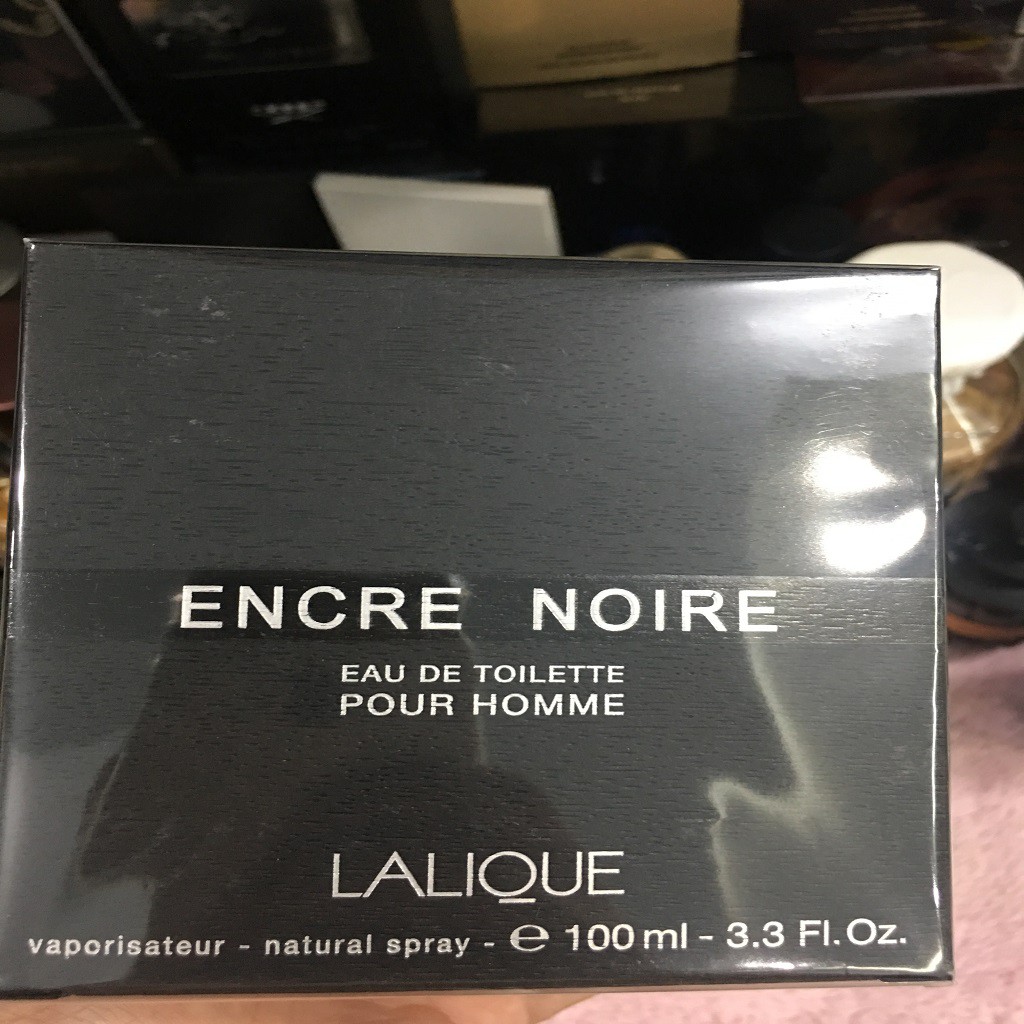 ENCRE NOIRE
EAU DE TOILETTE
POUR HOMME
LALIQUE
vaporisateur - natural spray - ℮ 100 ml - 3.3 Fl. Oz.